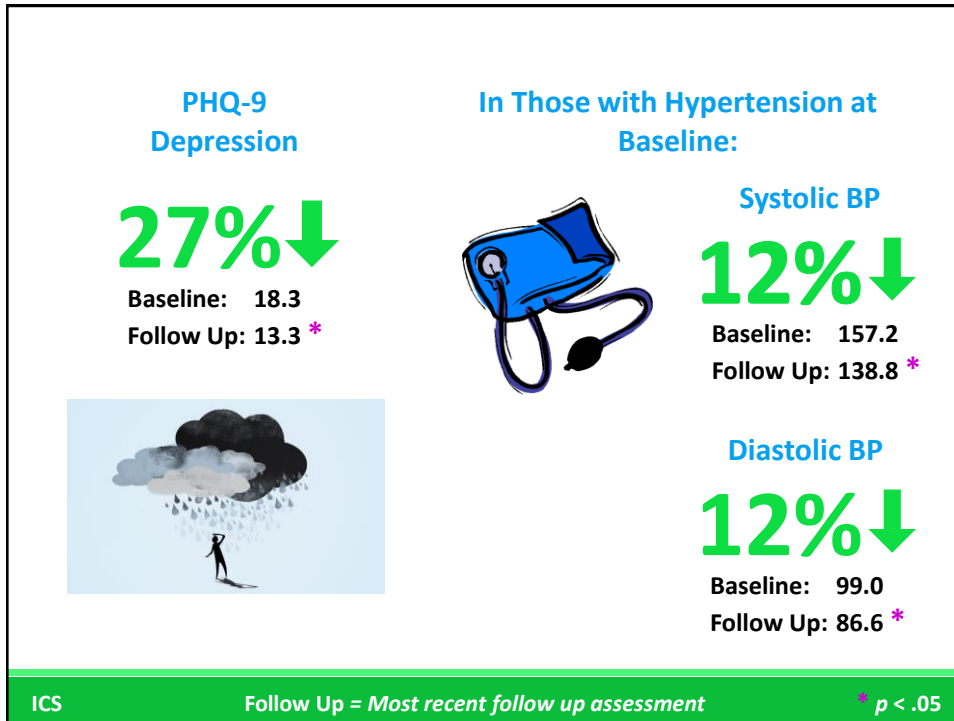 PHQ-9
Depression
27%
Baseline: 18.3
Follow Up: 13.3 *
In Those with Hypertension at
Baseline:
Systolic BP
12%
Baseline: 157.2
Follow Up: 138.8 *
Diastolic BP
12%
Baseline: 99.0
Follow Up: 86.6 *
ICS Follow Up = Most recent follow up assessment * p < .05